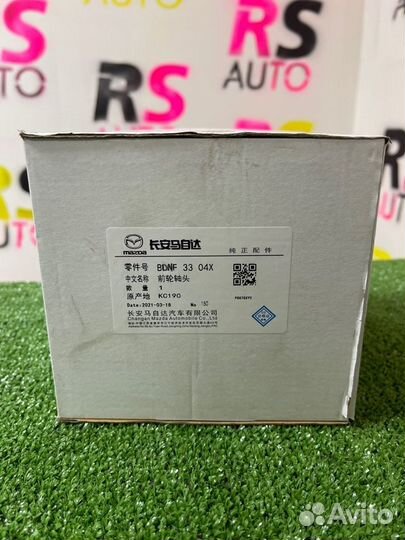 RS
AUTO
RS
AUTO
RS
AUTO
mazda
长安马自达
纯正配件
零件号 BDNF 33 04X
中文名称 前轮轴头
数量 1
原产地 KC190
Date:2021-03-18 No 150
长安马自达汽车有限公司
Changan Mazda Automobile Co., Ltd
Avito